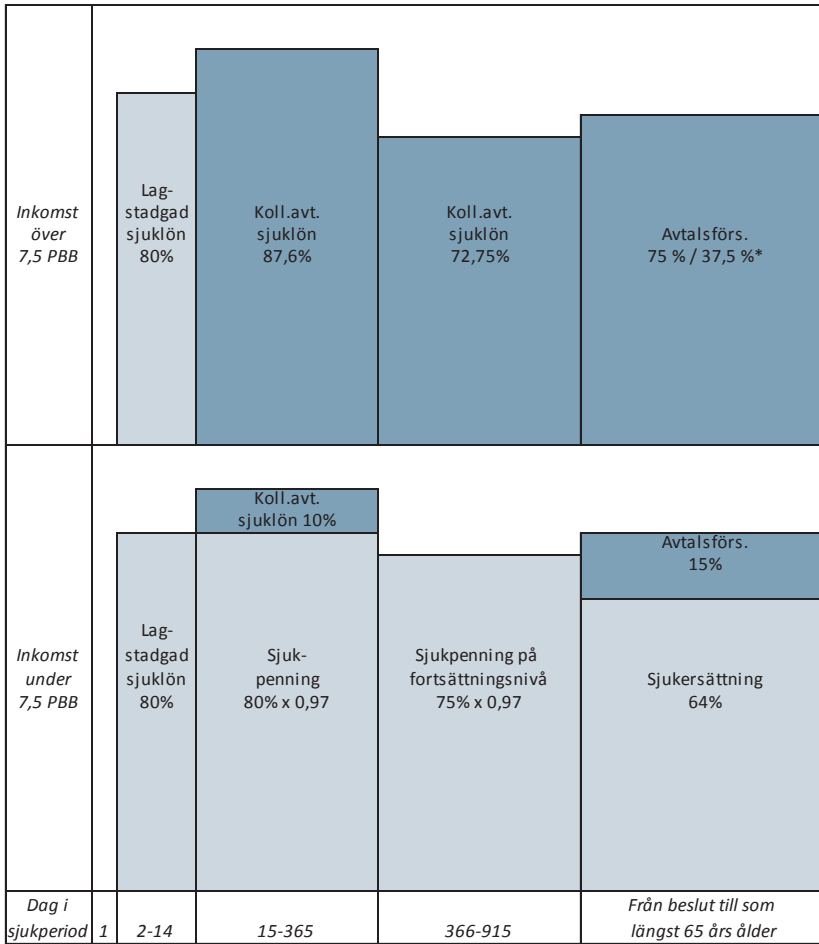 Inkomst
över
7,5 PBB
Lag-
stadgad
sjuklön
80%
Koll.avt.
sjuklön
87,6%
Koll.avt.
sjuklön
72,75%
Avtalsförs.
75 % / 37,5 %*
Inkomst
under
7,5 PBB
Lag-
stadgad
sjuklön
80%
Koll.avt.
sjuklön 10%
Sjuk-
penning
80% x 0,97
Sjukpenning på
fortsättningsnivå
75% x 0,97
Avtalsförs.
15%
Sjukersättning
64%
Dag i
sjukperiod
1
2-14
15-365
366-915
Från beslut till som
längst 65 års ålder